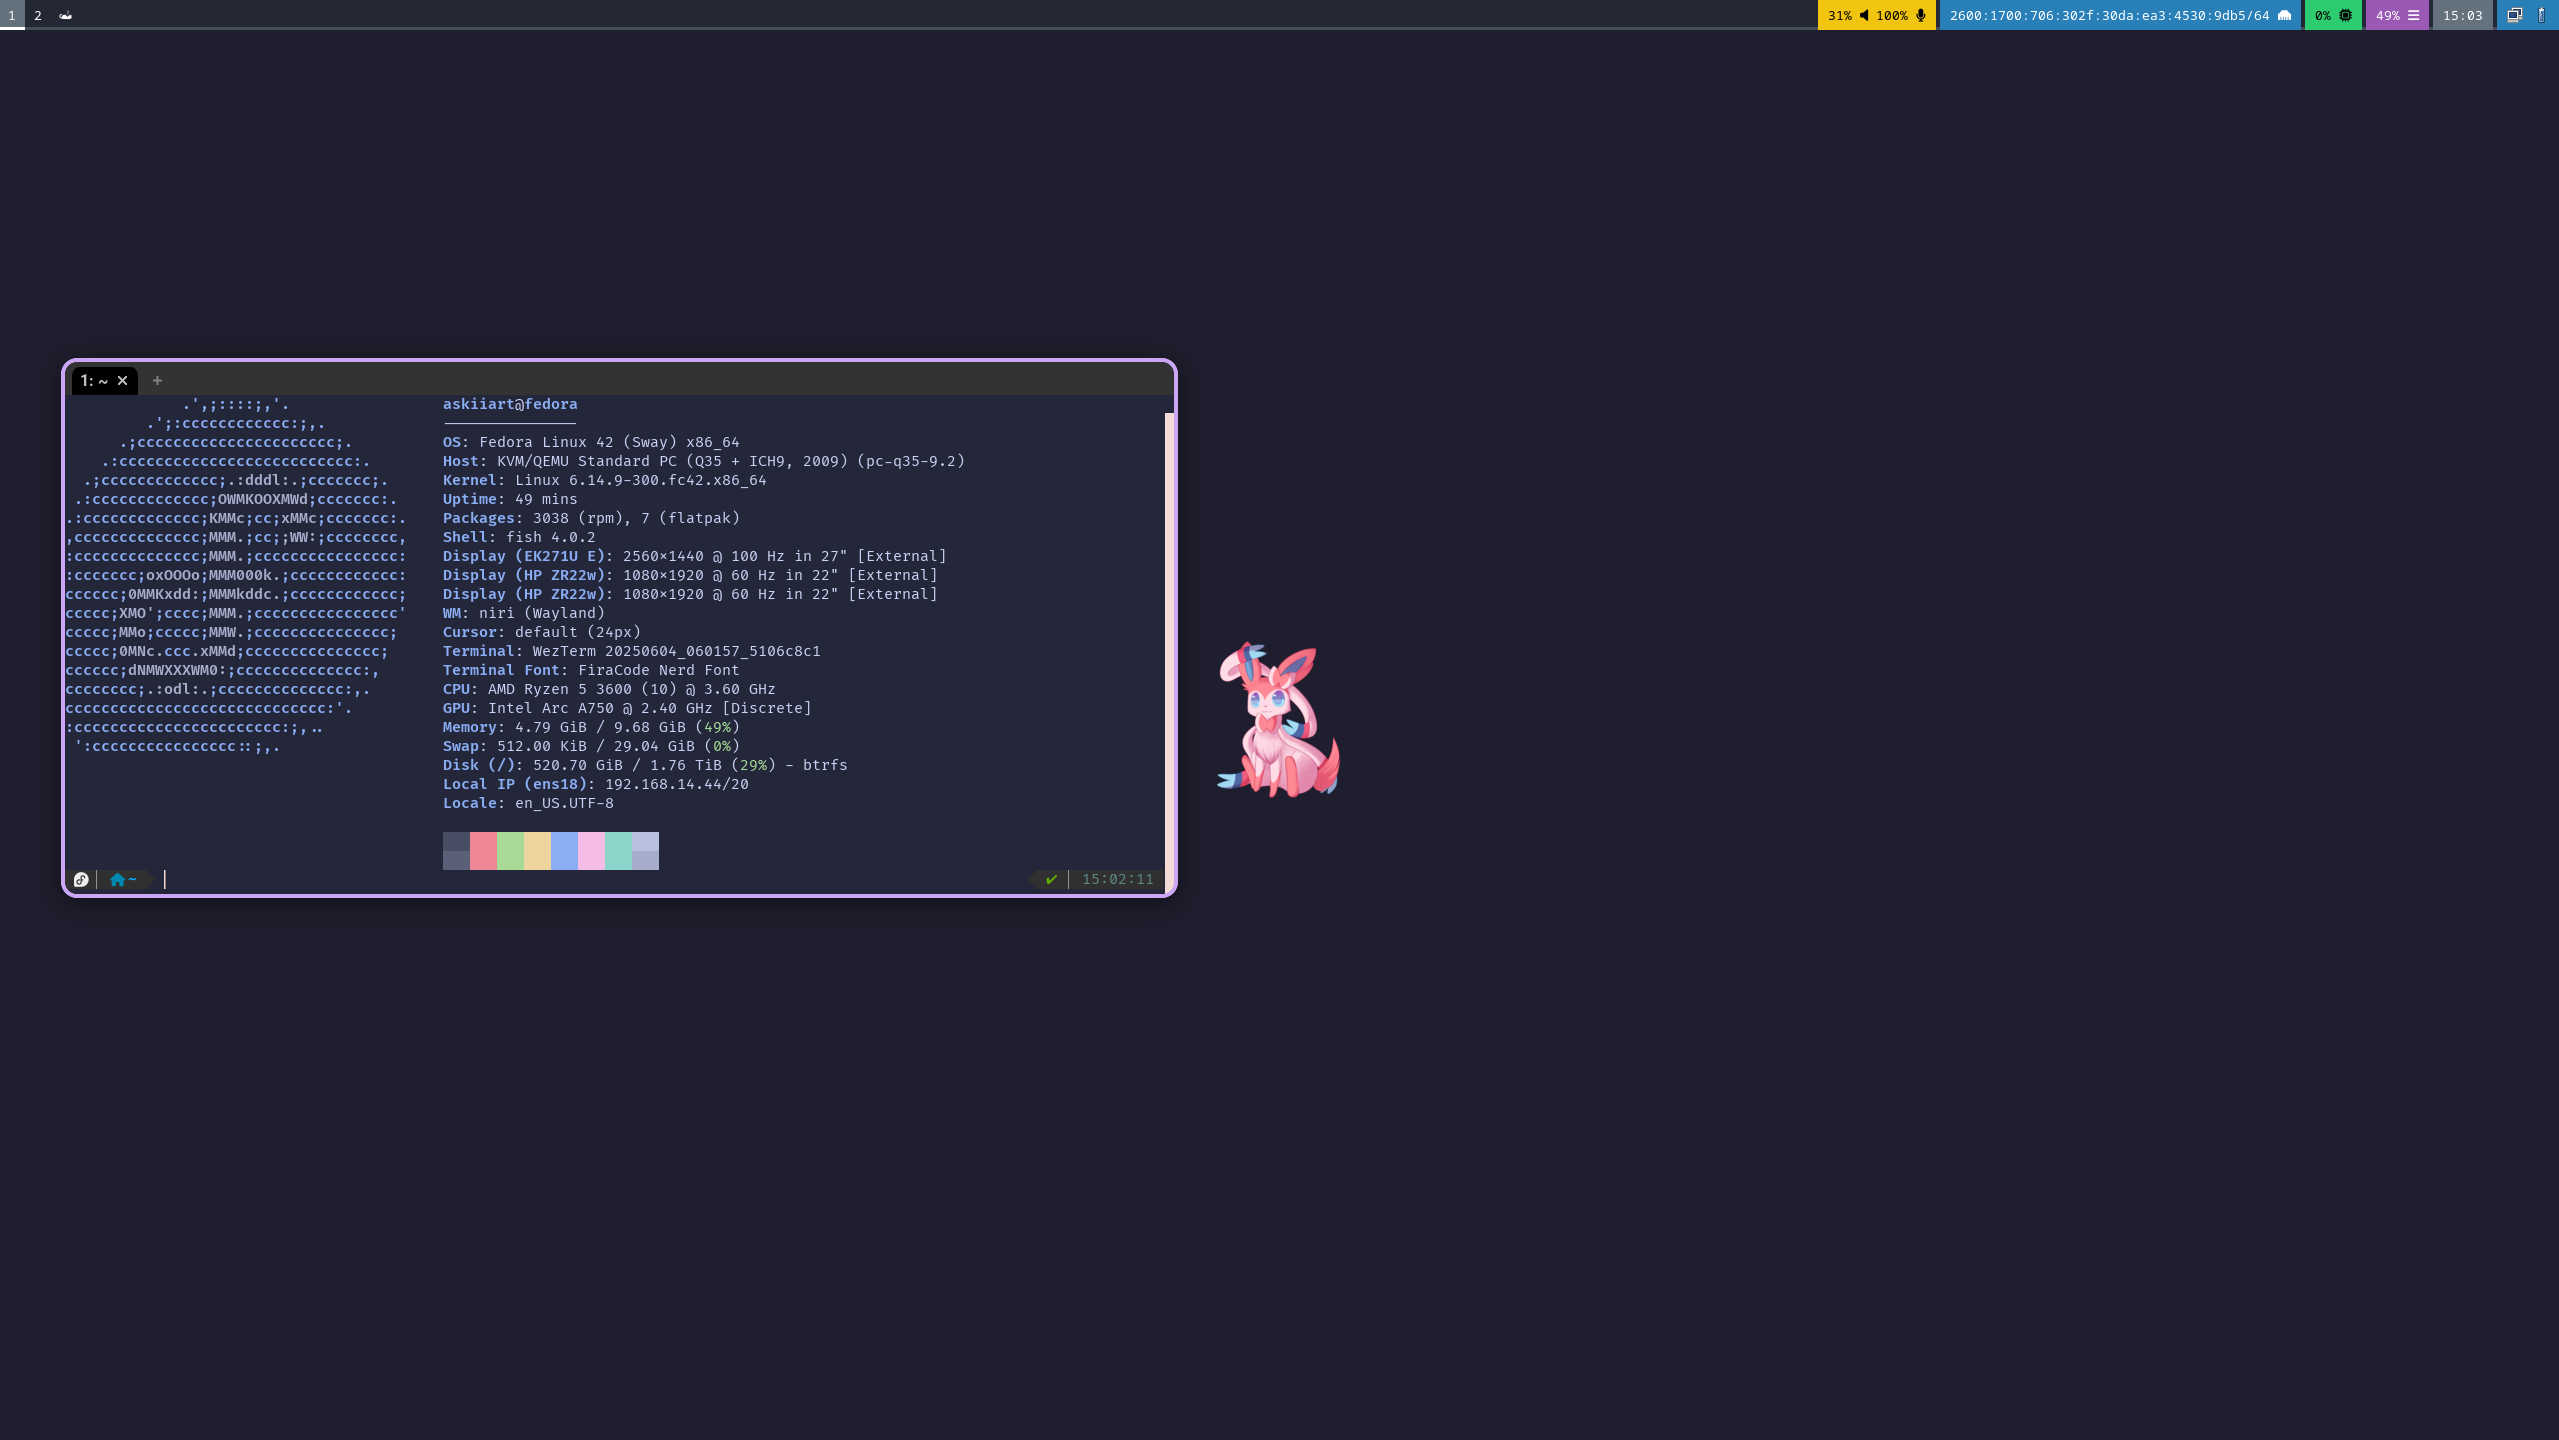 1 2 31% 100% 2600:1700:706:302f:30da:ea3:4530:9db5/64 0% 49% 15:03
1: ~ × +
.',;::::;,'.
.';:cccccccccccc:;,.
.;cccccccccccccccccccccc;.
.:cccccccccccccccccccccccccc:.
.;ccccccccccccc;.:dddl:.;ccccccc;.
.:ccccccccccccc;OWMKOOXMWd;ccccccc:.
.:ccccccccccccc;KMMc;cc;xMMc;ccccccc:.
,cccccccccccccc;MMM.;cc;;WW:;cccccccc,
:cccccccccccccc;MMM.;cccccccccccccccc:
:ccccccc;oxOOOo;MMM000k.;cccccccccccc:
cccccc;0MMKxdd:;MMMkddc.;cccccccccccc;
ccccc;XMO';cccc;MMM.;cccccccccccccccc'
ccccc;MMo;ccccc;MMW.;ccccccccccccccc;
ccccc;0MNc.ccc.xMMd;ccccccccccccccc;
cccccc;dNMWXXXWM0:;cccccccccccccc:,
cccccccc;.:odl:.;cccccccccccccc:,.
ccccccccccccccccccccccccccccc:'.
:ccccccccccccccccccccccc:;,..
':cccccccccccccccc::;,.
askiiart@fedora
---------------
OS: Fedora Linux 42 (Sway) x86_64
Host: KVM/QEMU Standard PC (Q35 + ICH9, 2009) (pc-q35-9.2)
Kernel: Linux 6.14.9-300.fc42.x86_64
Uptime: 49 mins
Packages: 3038 (rpm), 7 (flatpak)
Shell: fish 4.0.2
Display (EK271U E): 2560×1440 @ 100 Hz in 27" [External]
Display (HP ZR22w): 1080×1920 @ 60 Hz in 22" [External]
Display (HP ZR22w): 1080×1920 @ 60 Hz in 22" [External]
WM: niri (Wayland)
Cursor: default (24px)
Terminal: WezTerm 20250604_060157_5106c8c1
Terminal Font: FiraCode Nerd Font
CPU: AMD Ryzen 5 3600 (10) @ 3.60 GHz
GPU: Intel Arc A750 @ 2.40 GHz [Discrete]
Memory: 4.79 GiB / 9.68 GiB (49%)
Swap: 512.00 KiB / 29.04 GiB (0%)
Disk (/): 520.70 GiB / 1.76 TiB (29%) - btrfs
Local IP (ens18): 192.168.14.44/20
Locale: en_US.UTF-8
~ ✔ 15:02:11